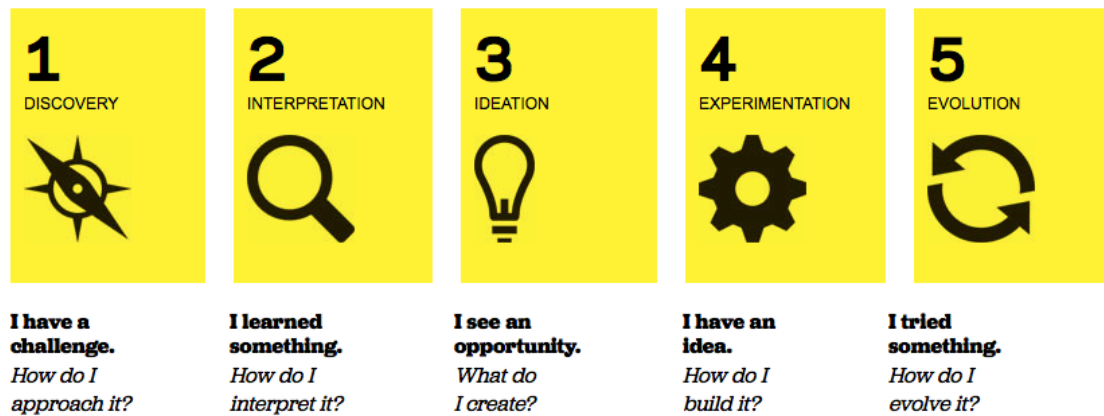 1
DISCOVERY
2
INTERPRETATION
3
IDEATION
4
EXPERIMENTATION
5
EVOLUTION
I have a
challenge.
How do I
approach it?
I learned
something.
How do I
interpret it?
I see an
opportunity.
What do
I create?
I have an
idea.
How do I
build it?
I tried
something.
How do I
evolve it?